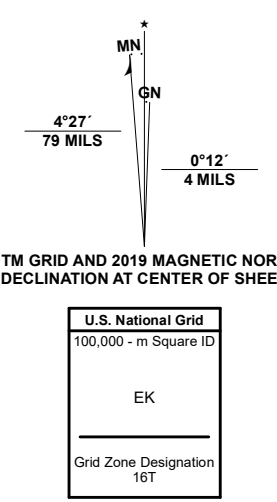 ★
MN
GN
4°27´
79 MILS
0°12´
4 MILS
TM GRID AND 2019 MAGNETIC NOR
DECLINATION AT CENTER OF SHEE
U.S. National Grid
100,000 - m Square ID
EK
Grid Zone Designation
16T